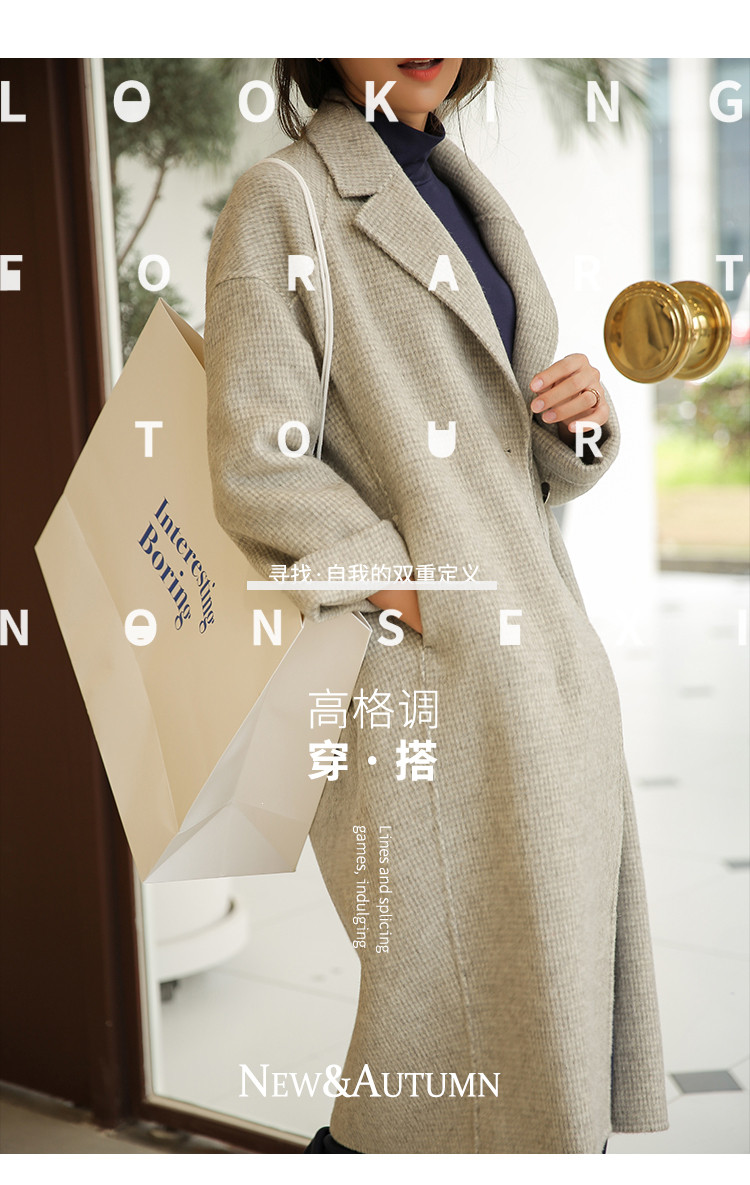 LOOKING
FOR ART
TOUR
NONSEXI
Interesting
Boring
寻找·自我的双重定义
高格调
穿·搭
Lines and splicing
games, indulging
NEW&AUTUMN